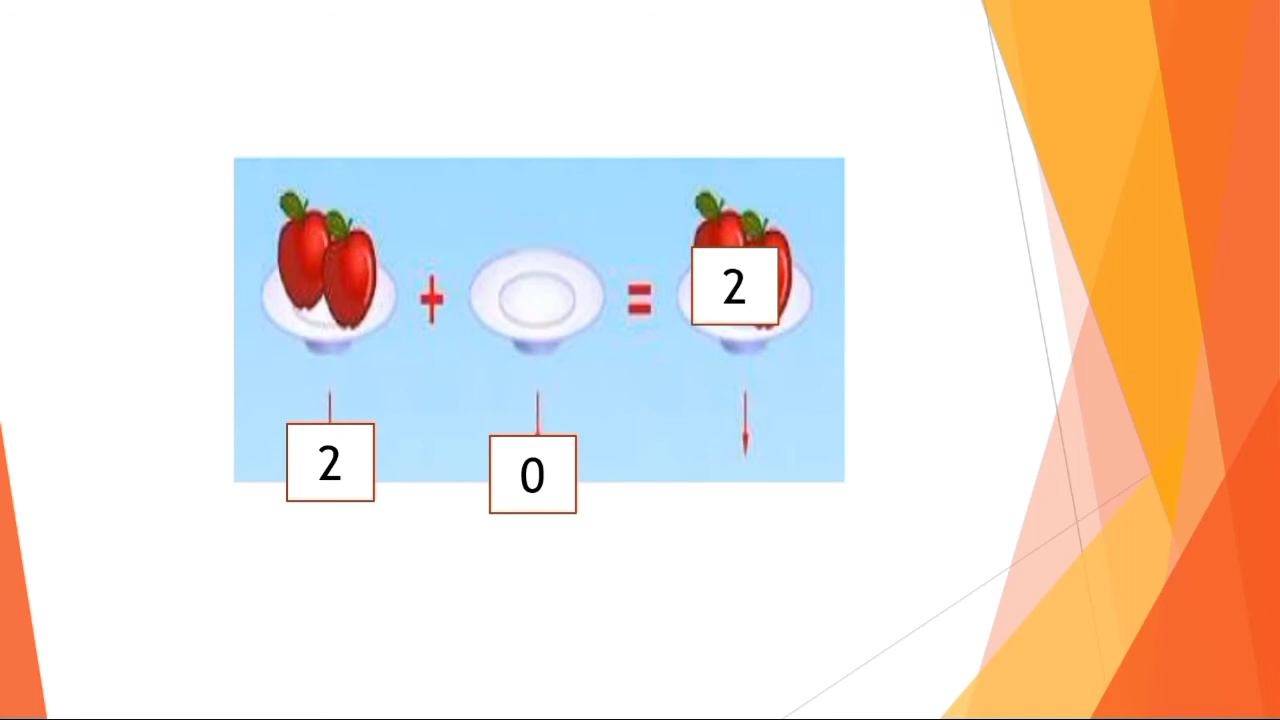 + = 2
2 0